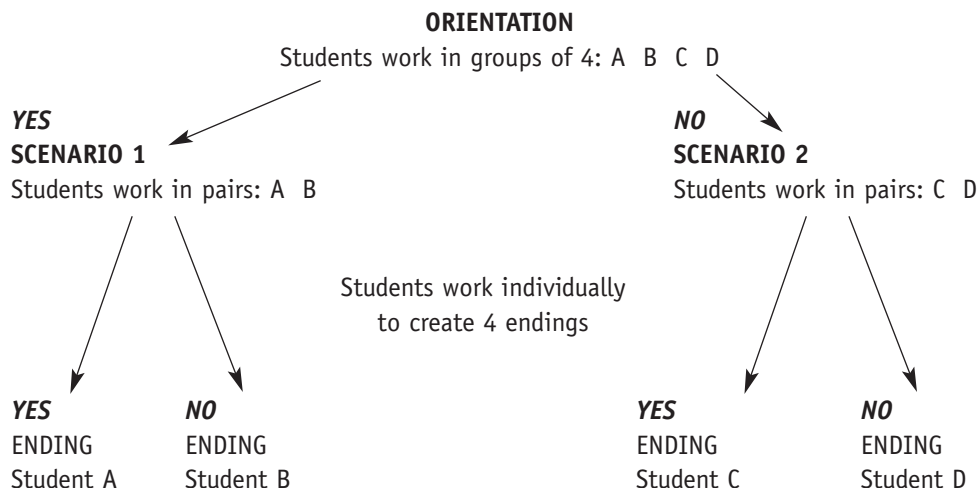 ORIENTATION
Students work in groups of 4: A B C D
YES
SCENARIO 1
Students work in pairs: A B
NO
SCENARIO 2
Students work in pairs: C D
Students work individually
to create 4 endings
YES
ENDING
Student A
NO
ENDING
Student B
YES
ENDING
Student C
NO
ENDING
Student D